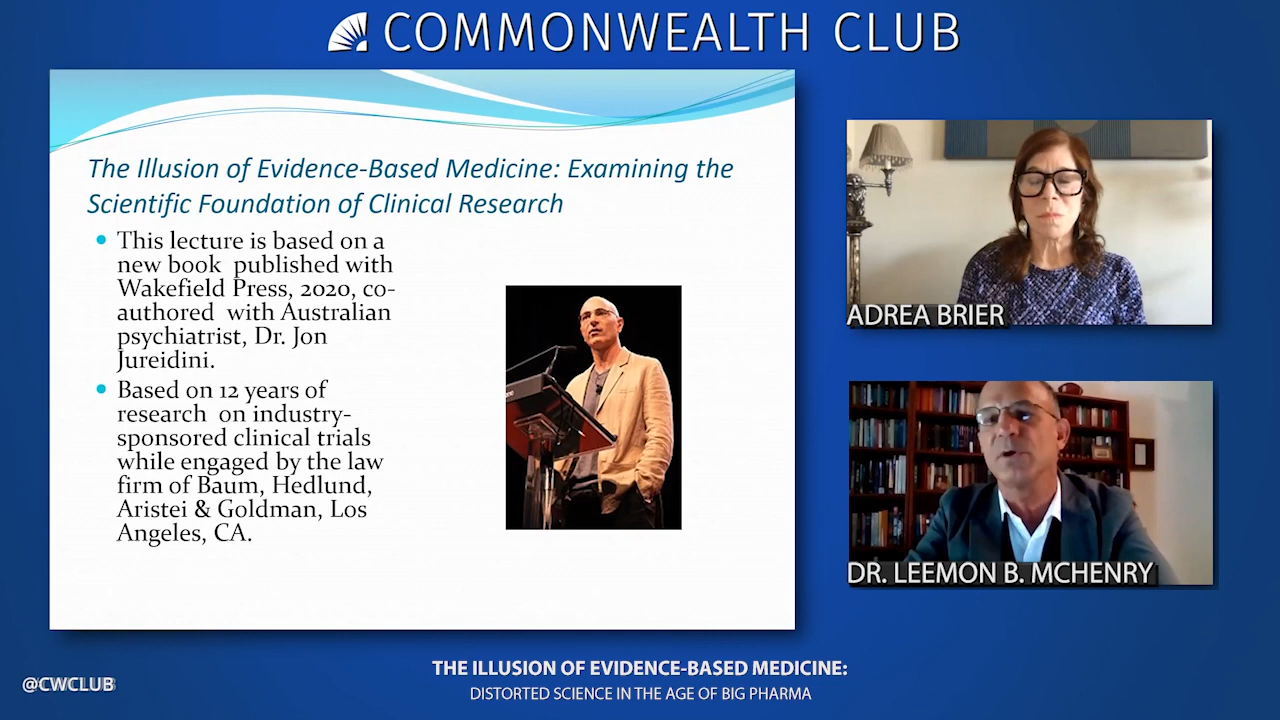 COMMONWEALTH CLUB
The Illusion of Evidence-Based Medicine: Examining the
Scientific Foundation of Clinical Research
• This lecture is based on a
new book published with
Wakefield Press, 2020, co-
authored with Australian
psychiatrist, Dr. Jon
Jureidini.
• Based on 12 years of
research on industry-
sponsored clinical trials
while engaged by the law
firm of Baum, Hedlund,
Aristei & Goldman, Los
Angeles, CA.
ADREA BRIER
DR. LEEMON B. MCHENRY
THE ILLUSION OF EVIDENCE-BASED MEDICINE:
DISTORTED SCIENCE IN THE AGE OF BIG PHARMA
@CWCLUB